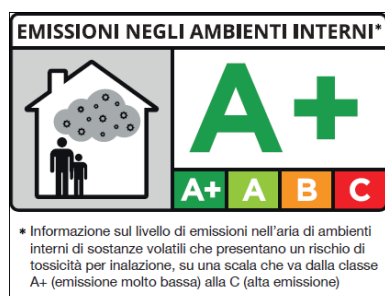 EMISSIONI NEGLI AMBIENTI INTERNI*
A+
A+ A B C
* Informazione sul livello di emissioni nell'aria di ambienti
interni di sostanze volatili che presentano un rischio di
tossicità per inalazione, su una scala che va dalla classe
A+ (emissione molto bassa) alla C (alta emissione)